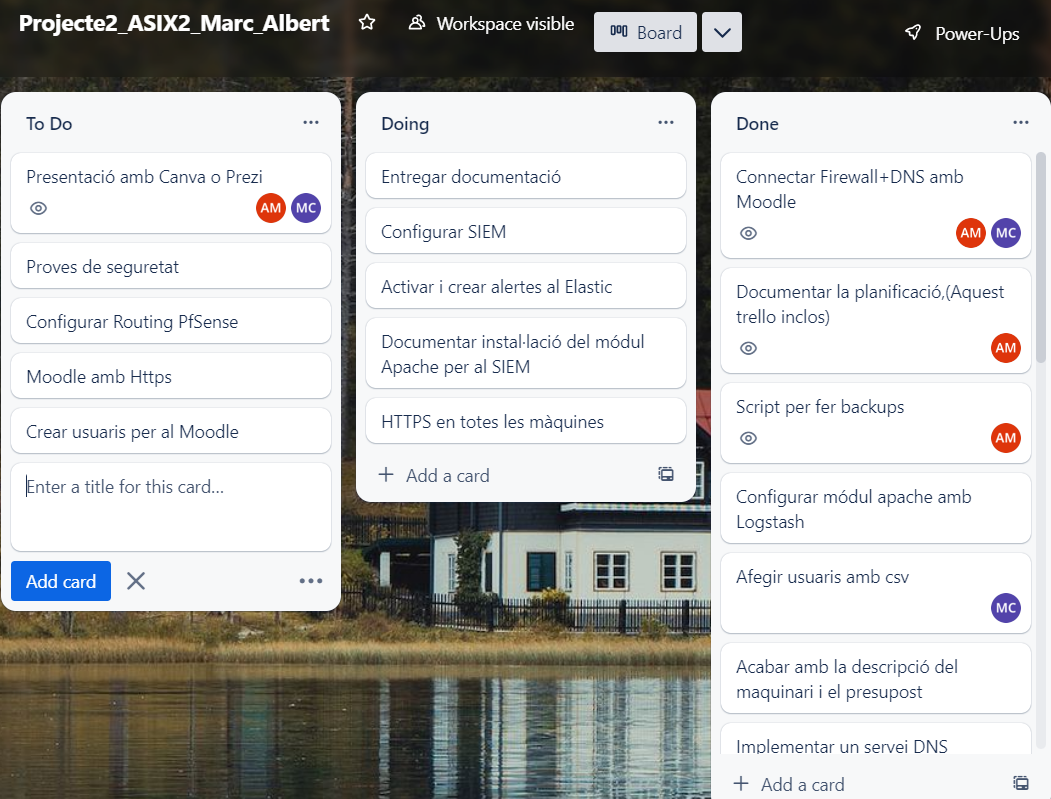 Projecte2_ASIX2_Marc_Albert
Workspace visible
Board
Power-Ups
To Do
Presentació amb Canva o Prezi
AM
MC
Proves de seguretat
Configurar Routing PfSense
Moodle amb Https
Crear usuaris per al Moodle
Enter a title for this card...
Add card
Doing
Entregar documentació
Configurar SIEM
Activar i crear alertes al Elastic
Documentar instal·lació del módul
Apache per al SIEM
HTTPS en totes les màquines
Add a card
Done
Connectar Firewall+DNS amb
Moodle
AM
MC
Documentar la planificació,(Aquest
trello inclos)
AM
Script per fer backups
AM
Configurar módul apache amb
Logstash
Afegir usuaris amb csv
MC
Acabar amb la descripció del
maquinari i el presupost
Implementar un servei DNS
Add a card